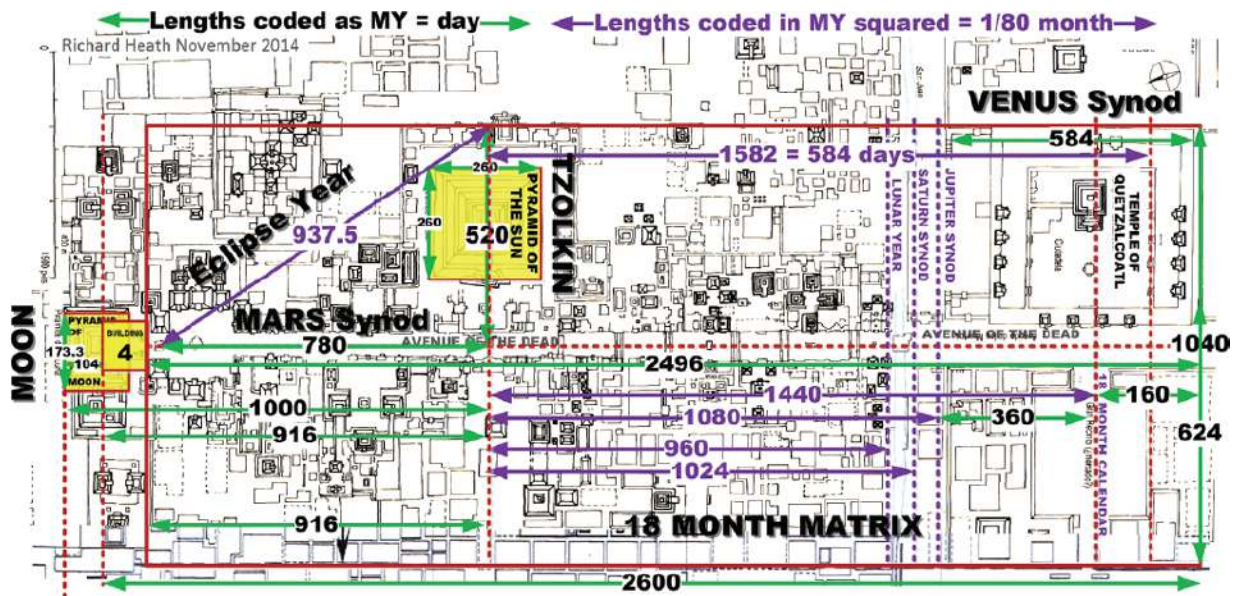 Lengths coded as MY = day
Lengths coded in MY squared = 1/80 month
Richard Heath November 2014
San Juan
VENUS Synod
584
1582 = 584 days
260
260
520
PYRAMID OF
THE SUN
TZOLKIN
Eclipse Year
937.5
LUNAR YEAR
SATURN SYNOD
JUPITER SYNOD
TEMPLE OF
QUETZALCOATL
MOON
PYRAMID
OF
MOON
BUILDING
4
173.3
104
MARS Synod
780
AVENUE OF THE DEAD
AVENUE OF THE DEAD
1040
2496
1000
1440
160
1080
360
916
624
960
1024
18 MONTH CALENDAR
916
18 MONTH MATRIX
2600